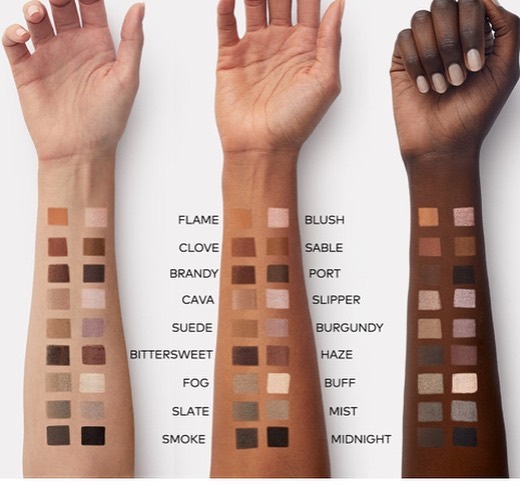 FLAME BLUSH
CLOVE SABLE
BRANDY PORT
CAVA SLIPPER
SUEDE BURGUNDY
BITTERSWEET HAZE
FOG BUFF
SLATE MIST
SMOKE MIDNIGHT